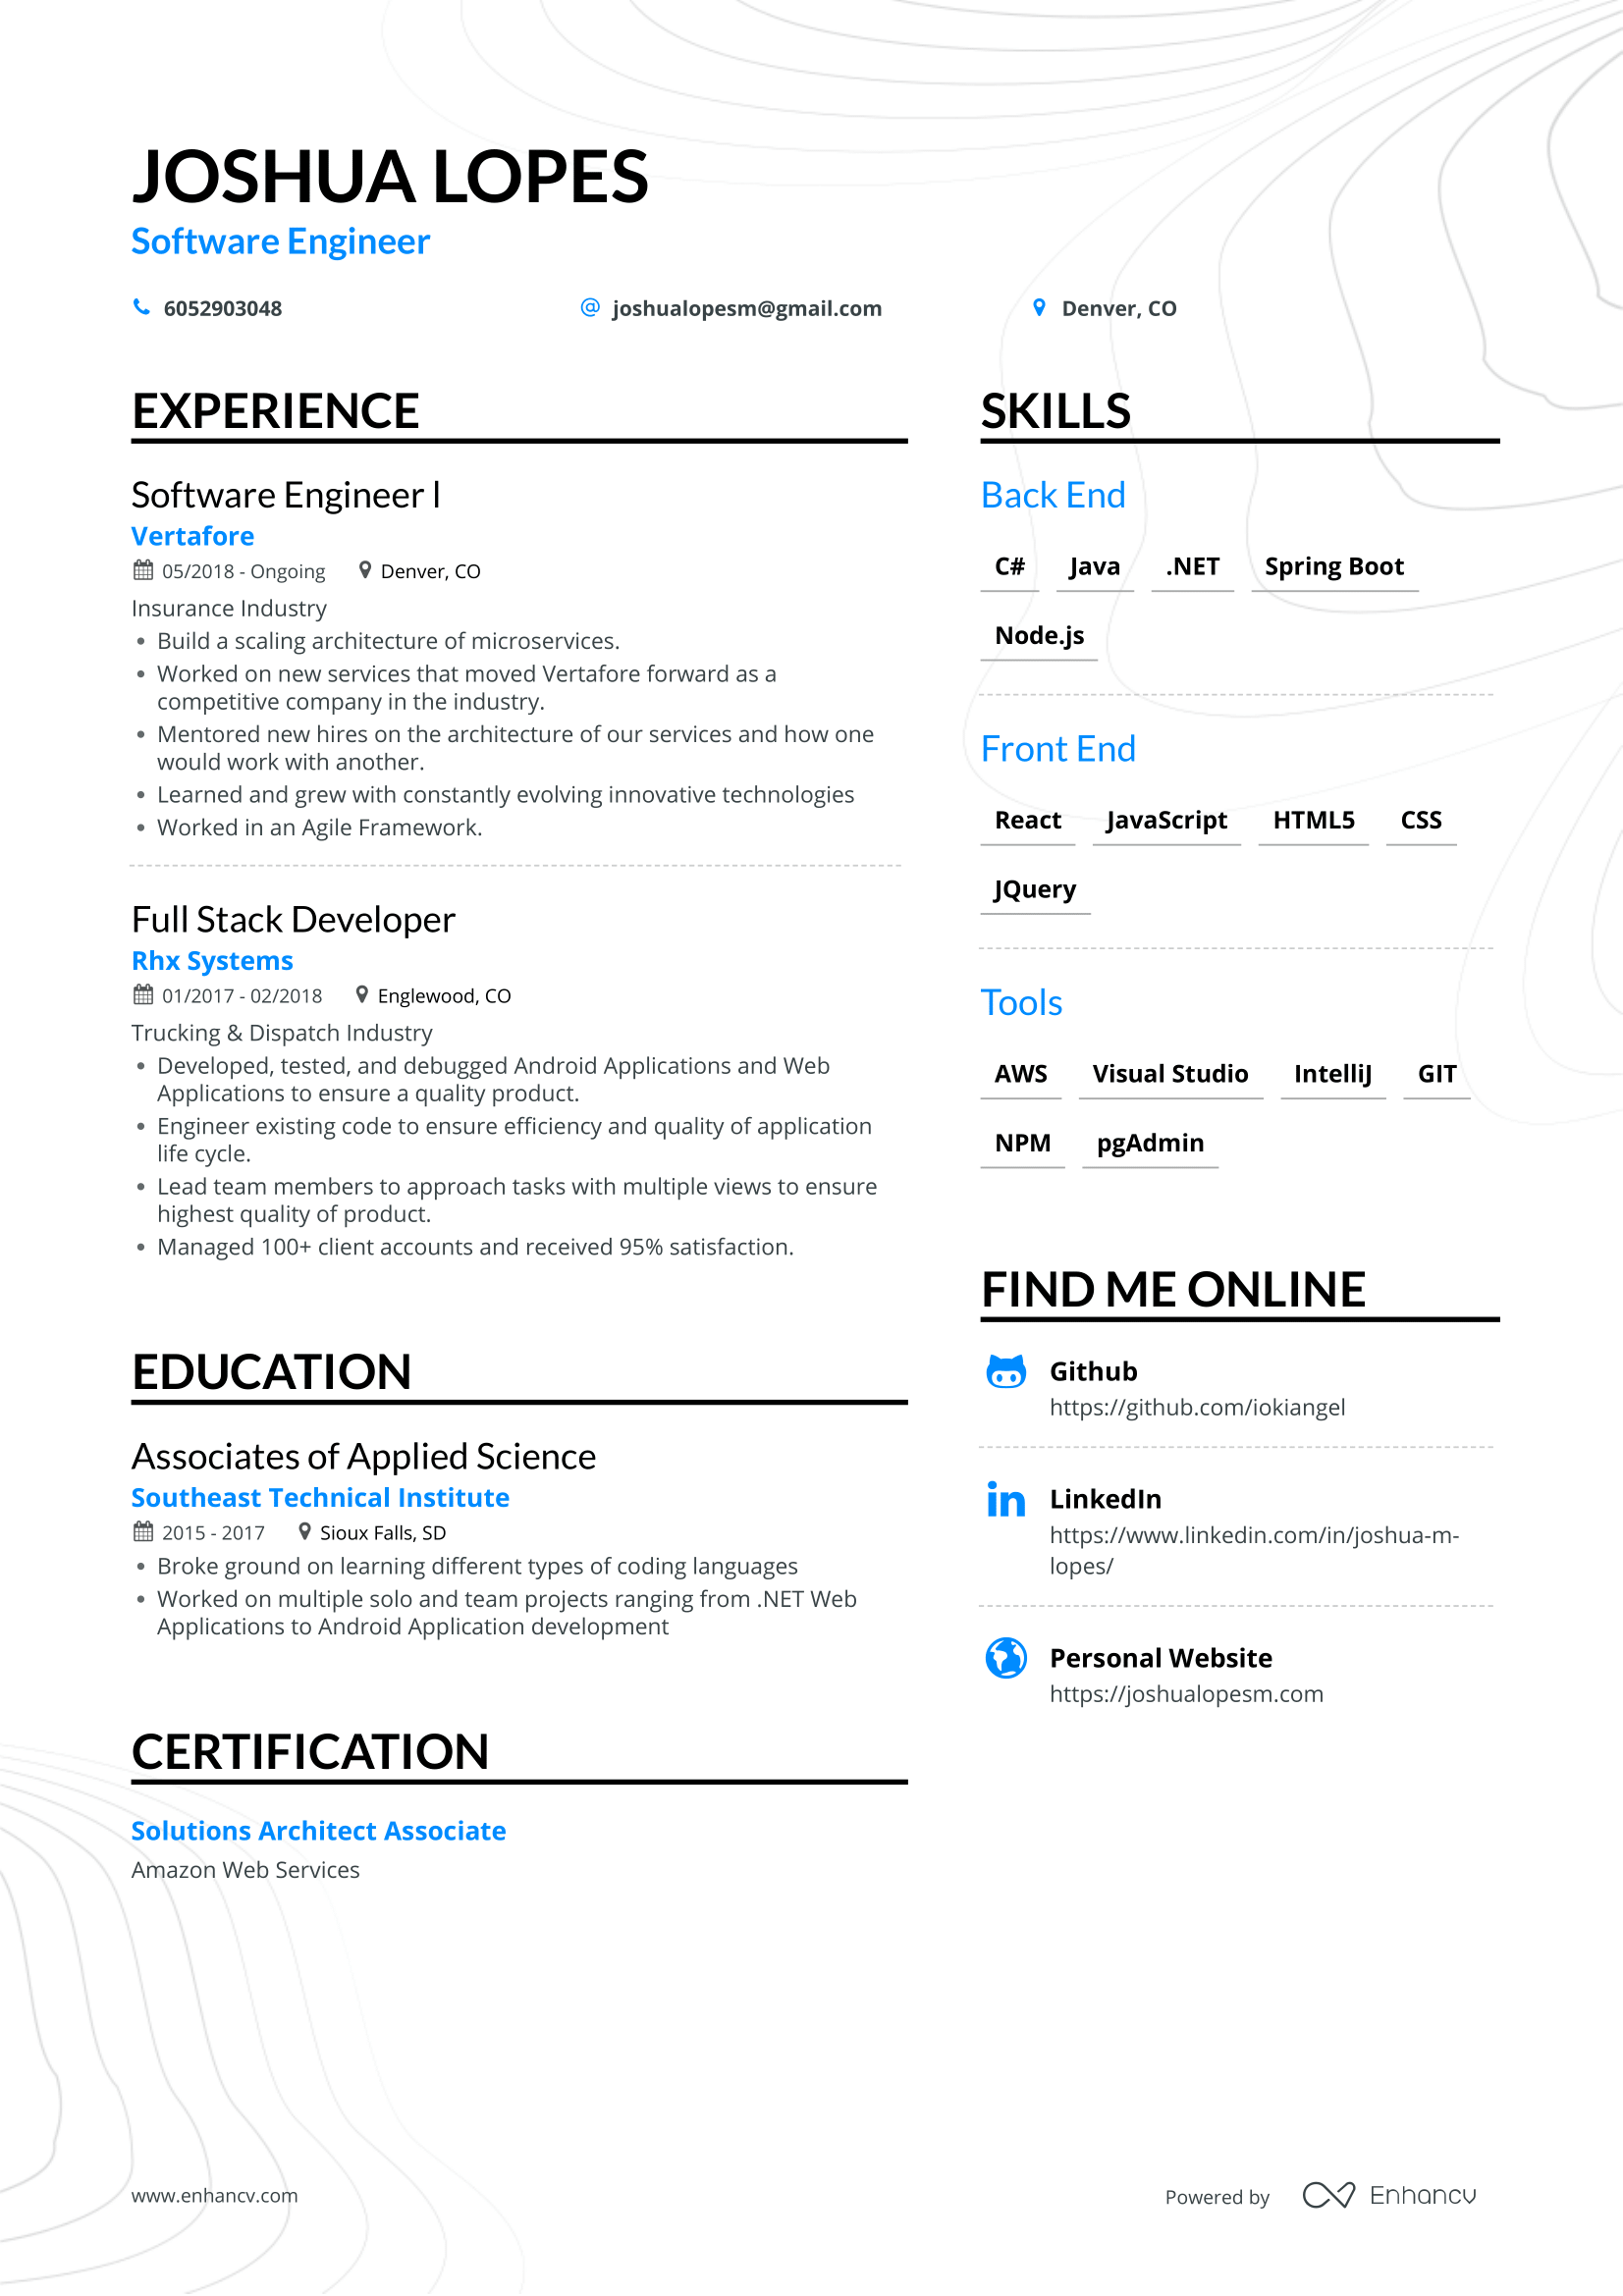 JOSHUA LOPES
Software Engineer
6052903048
@ joshualopesm@gmail.com
Denver, CO
EXPERIENCE
Software Engineer I
Vertafore
05/2018 - Ongoing
Denver, CO
Insurance Industry
• Build a scaling architecture of microservices.
• Worked on new services that moved Vertafore forward as a
competitive company in the industry.
• Mentored new hires on the architecture of our services and how one
would work with another.
• Learned and grew with constantly evolving innovative technologies
• Worked in an Agile Framework.
Full Stack Developer
Rhx Systems
01/2017 - 02/2018
Englewood, CO
Trucking & Dispatch Industry
• Developed, tested, and debugged Android Applications and Web
Applications to ensure a quality product.
• Engineer existing code to ensure efficiency and quality of application
life cycle.
• Lead team members to approach tasks with multiple views to ensure
highest quality of product.
• Managed 100+ client accounts and received 95% satisfaction.
EDUCATION
Associates of Applied Science
Southeast Technical Institute
2015 - 2017
Sioux Falls, SD
• Broke ground on learning different types of coding languages
• Worked on multiple solo and team projects ranging from .NET Web
Applications to Android Application development
CERTIFICATION
Solutions Architect Associate
Amazon Web Services
SKILLS
Back End
C# Java .NET Spring Boot
Node.js
Front End
React JavaScript HTML5 CSS
JQuery
Tools
AWS Visual Studio IntelliJ GIT
NPM pgAdmin
FIND ME ONLINE
Github
https://github.com/iokiangel
LinkedIn
https://www.linkedin.com/in/joshua-m-
lopes/
Personal Website
https://joshualopesm.com
www.enhancv.com
Powered by Enhancv